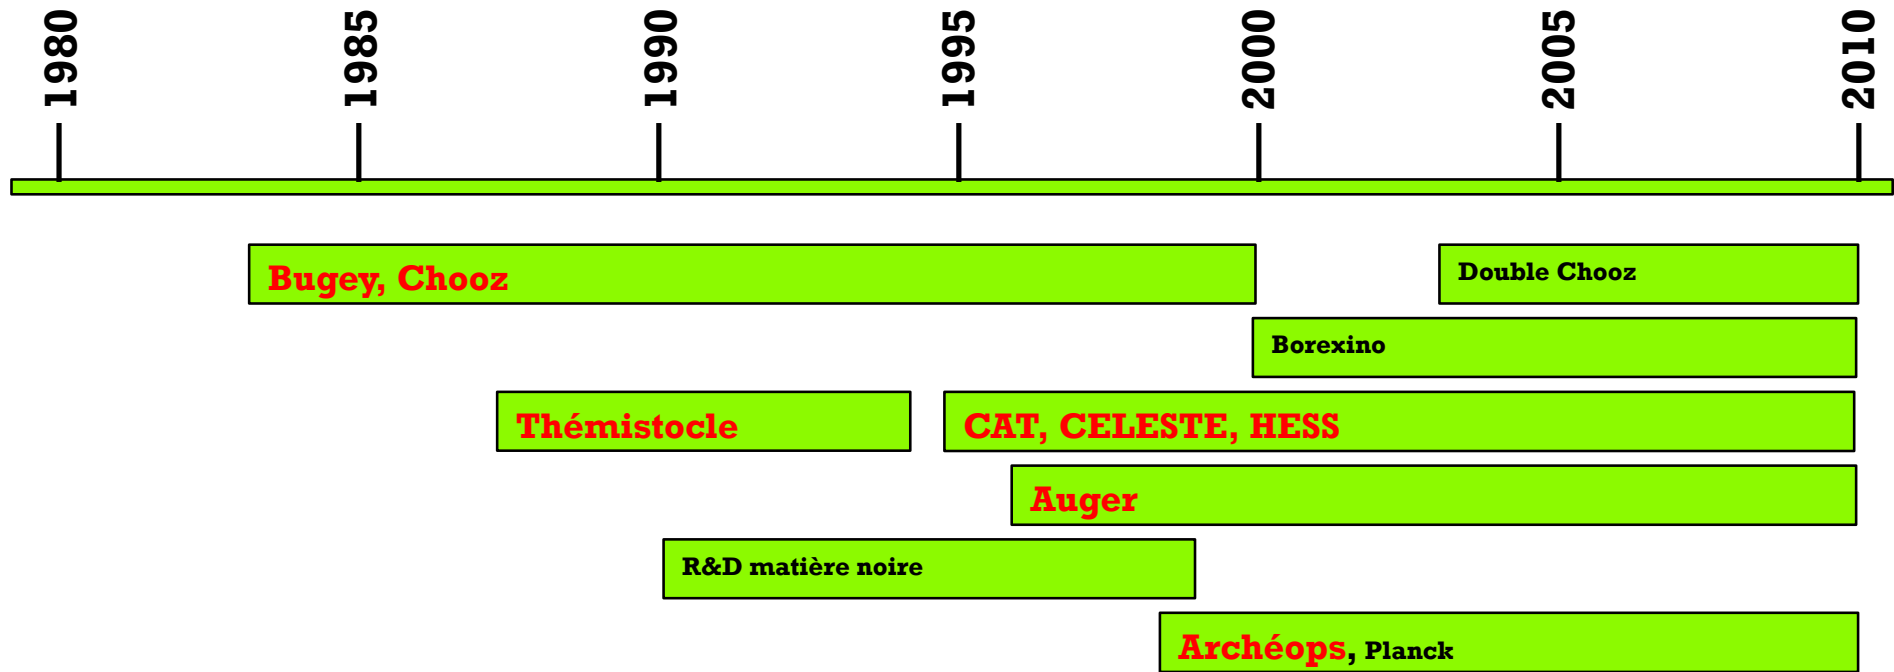 1980
1985
1990
1995
2000
2005
2010
Bugey, Chooz
Double Chooz
Borexino
Thémistocle
CAT, CELESTE, HESS
Auger
R&D matière noire
Archéops, Planck